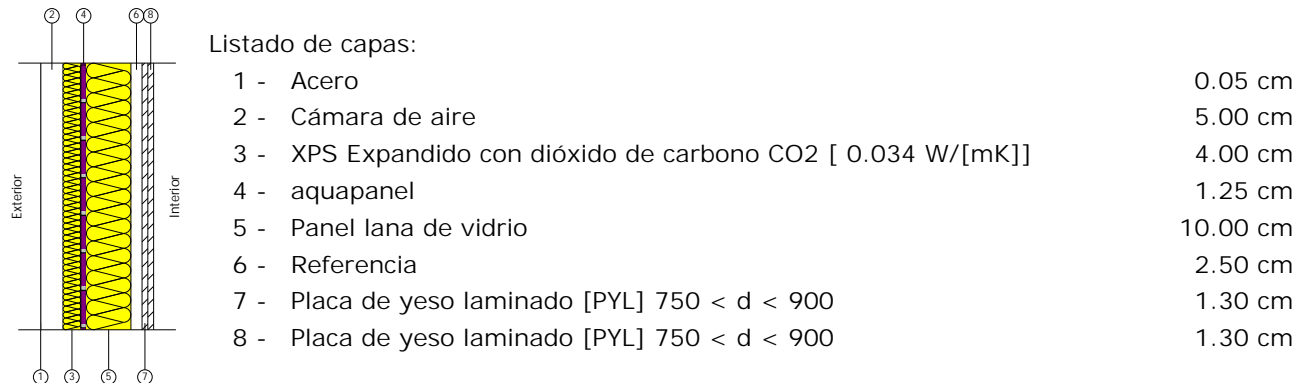 2 4 6 8
Listado de capas:
1 - Acero 0.05 cm
2 - Cámara de aire 5.00 cm
3 - XPS Expandido con dióxido de carbono CO2 [ 0.034 W/[mK]] 4.00 cm
4 - aquapanel 1.25 cm
5 - Panel lana de vidrio 10.00 cm
6 - Referencia 2.50 cm
7 - Placa de yeso laminado [PYL] 750 < d < 900 1.30 cm
8 - Placa de yeso laminado [PYL] 750 < d < 900 1.30 cm
Exterior
Interior
1 3 5 7